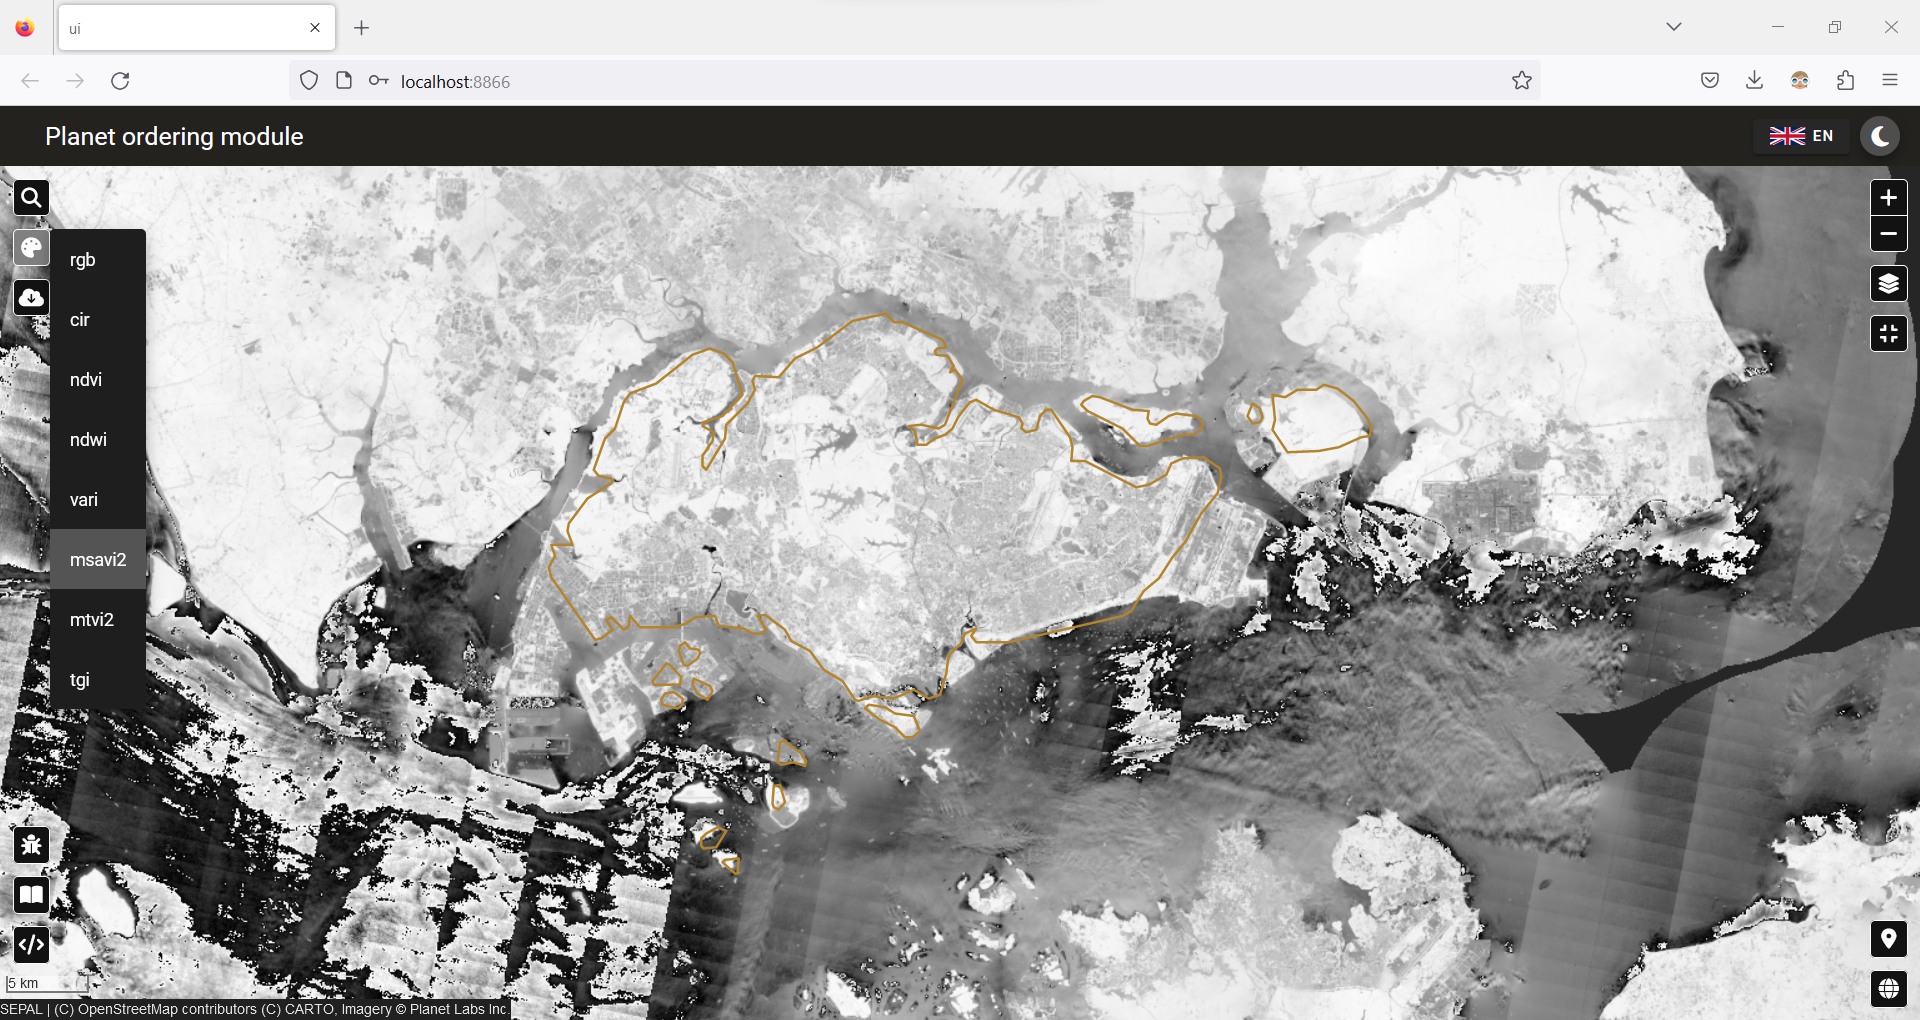 ui
localhost:8866
Planet ordering module
EN
rgb
cir
ndvi
ndwi
vari
msavi2
mtvi2
tgi
5 km
SEPAL | (C) OpenStreetMap contributors (C) CARTO, Imagery © Planet Labs Inc.